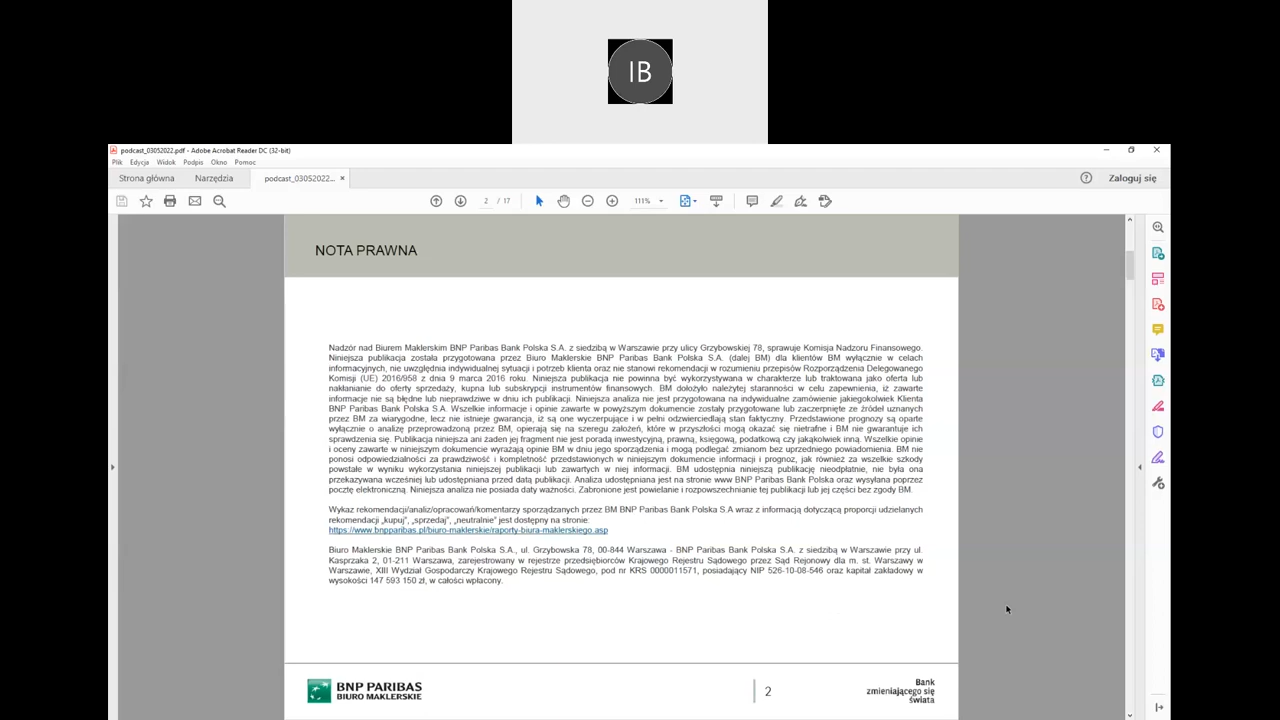 IB
podcast_03052022.pdf - Adobe Acrobat Reader DC (32-bit)
Plik Edycja Widok Podpis Okno Pomoc
Strona główna Narzędzia podcast_03052022... × Zaloguj się
2 / 17 111%
NOTA PRAWNA
Nadzór nad Biurem Maklerskim BNP Paribas Bank Polska S.A. z siedzibą w Warszawie przy ulicy Grzybowskiej 78, sprawuje Komisja Nadzoru Finansowego.
Niniejsza publikacja została przygotowana przez Biuro Maklerskie BNP Paribas Bank Polska S.A. (dalej BM) dla klientów BM wyłącznie w celach
informacyjnych, nie uwzględnia indywidualnej sytuacji i potrzeb klienta oraz nie stanowi rekomendacji w rozumieniu przepisów Rozporządzenia Delegowanego
Komisji (UE) 2016/958 z dnia 9 marca 2016 roku. Niniejsza publikacja nie powinna być wykorzystywana w charakterze lub traktowana jako oferta lub
nakłanianie do oferty sprzedaży, kupna lub subskrypcji instrumentów finansowych. BM dołożyło należytej staranności w celu zapewnienia, iż zawarte
informacje nie są błędne lub nieprawdziwe w dniu ich publikacji. Niniejsza analiza nie jest przygotowana na indywidualne zamówienie jakiegokolwiek Klienta
BNP Paribas Bank Polska S.A. Wszelkie informacje i opinie zawarte w powyższym dokumencie zostały przygotowane lub zaczerpnięte ze źródeł uznanych
przez BM za wiarygodne, lecz nie istnieje gwarancja, iż są one wyczerpujące i w pełni odzwierciedlają stan faktyczny. Przedstawione prognozy są oparte
wyłącznie o analizę przeprowadzoną przez BM, opierają się na szeregu założeń, które w przyszłości mogą okazać się nietrafne i BM nie gwarantuje ich
sprawdzenia się. Publikacja niniejsza ani żaden jej fragment nie jest poradą inwestycyjną, prawną, księgową, podatkową czy jakąkolwiek inną. Wszelkie opinie
i oceny zawarte w niniejszym dokumencie wyrażają opinie BM w dniu jego sporządzenia i mogą podlegać zmianom bez uprzedniego powiadomienia. BM nie
ponosi odpowiedzialności za prawdziwość i kompletność przedstawionych w niniejszym dokumencie informacji i prognoz, jak również za wszelkie szkody
powstałe w wyniku wykorzystania niniejszej publikacji lub zawartych w niej informacji. BM udostępnia niniejszą publikację nieodpłatnie, nie była ona
przekazywana wcześniej lub udostępniana przed datą publikacji. Analiza udostępniana jest na stronie www BNP Paribas Bank Polska oraz wysyłana poprzez
pocztę elektroniczną. Niniejsza analiza nie posiada daty ważności. Zabronione jest powielanie i rozpowszechnianie tej publikacji lub jej części bez zgody BM.
Wykaz rekomendacji/analiz/opracowań/komentarzy sporządzanych przez BM BNP Paribas Bank Polska S.A wraz z informacją dotyczącą proporcji udzielanych
rekomendacji „kupuj”, „sprzedaj”, „neutralnie” jest dostępny na stronie:
https://www.bnpparibas.pl/biuro-maklerskie/raporty-biura-maklerskiego.asp
Biuro Maklerskie BNP Paribas Bank Polska S.A., ul. Grzybowska 78, 00-844 Warszawa - BNP Paribas Bank Polska S.A. z siedzibą w Warszawie przy ul.
Kasprzaka 2, 01-211 Warszawa, zarejestrowany w rejestrze przedsiębiorców Krajowego Rejestru Sądowego przez Sąd Rejonowy dla m. st. Warszawy w
Warszawie, XIII Wydział Gospodarczy Krajowego Rejestru Sądowego, pod nr KRS 0000011571, posiadający NIP 526-10-08-546 oraz kapitał zakładowy w
wysokości 147 593 150 zł, w całości wpłacony.
BNP PARIBAS
BIURO MAKLERSKIE
2
Bank
zmieniającego się
świata